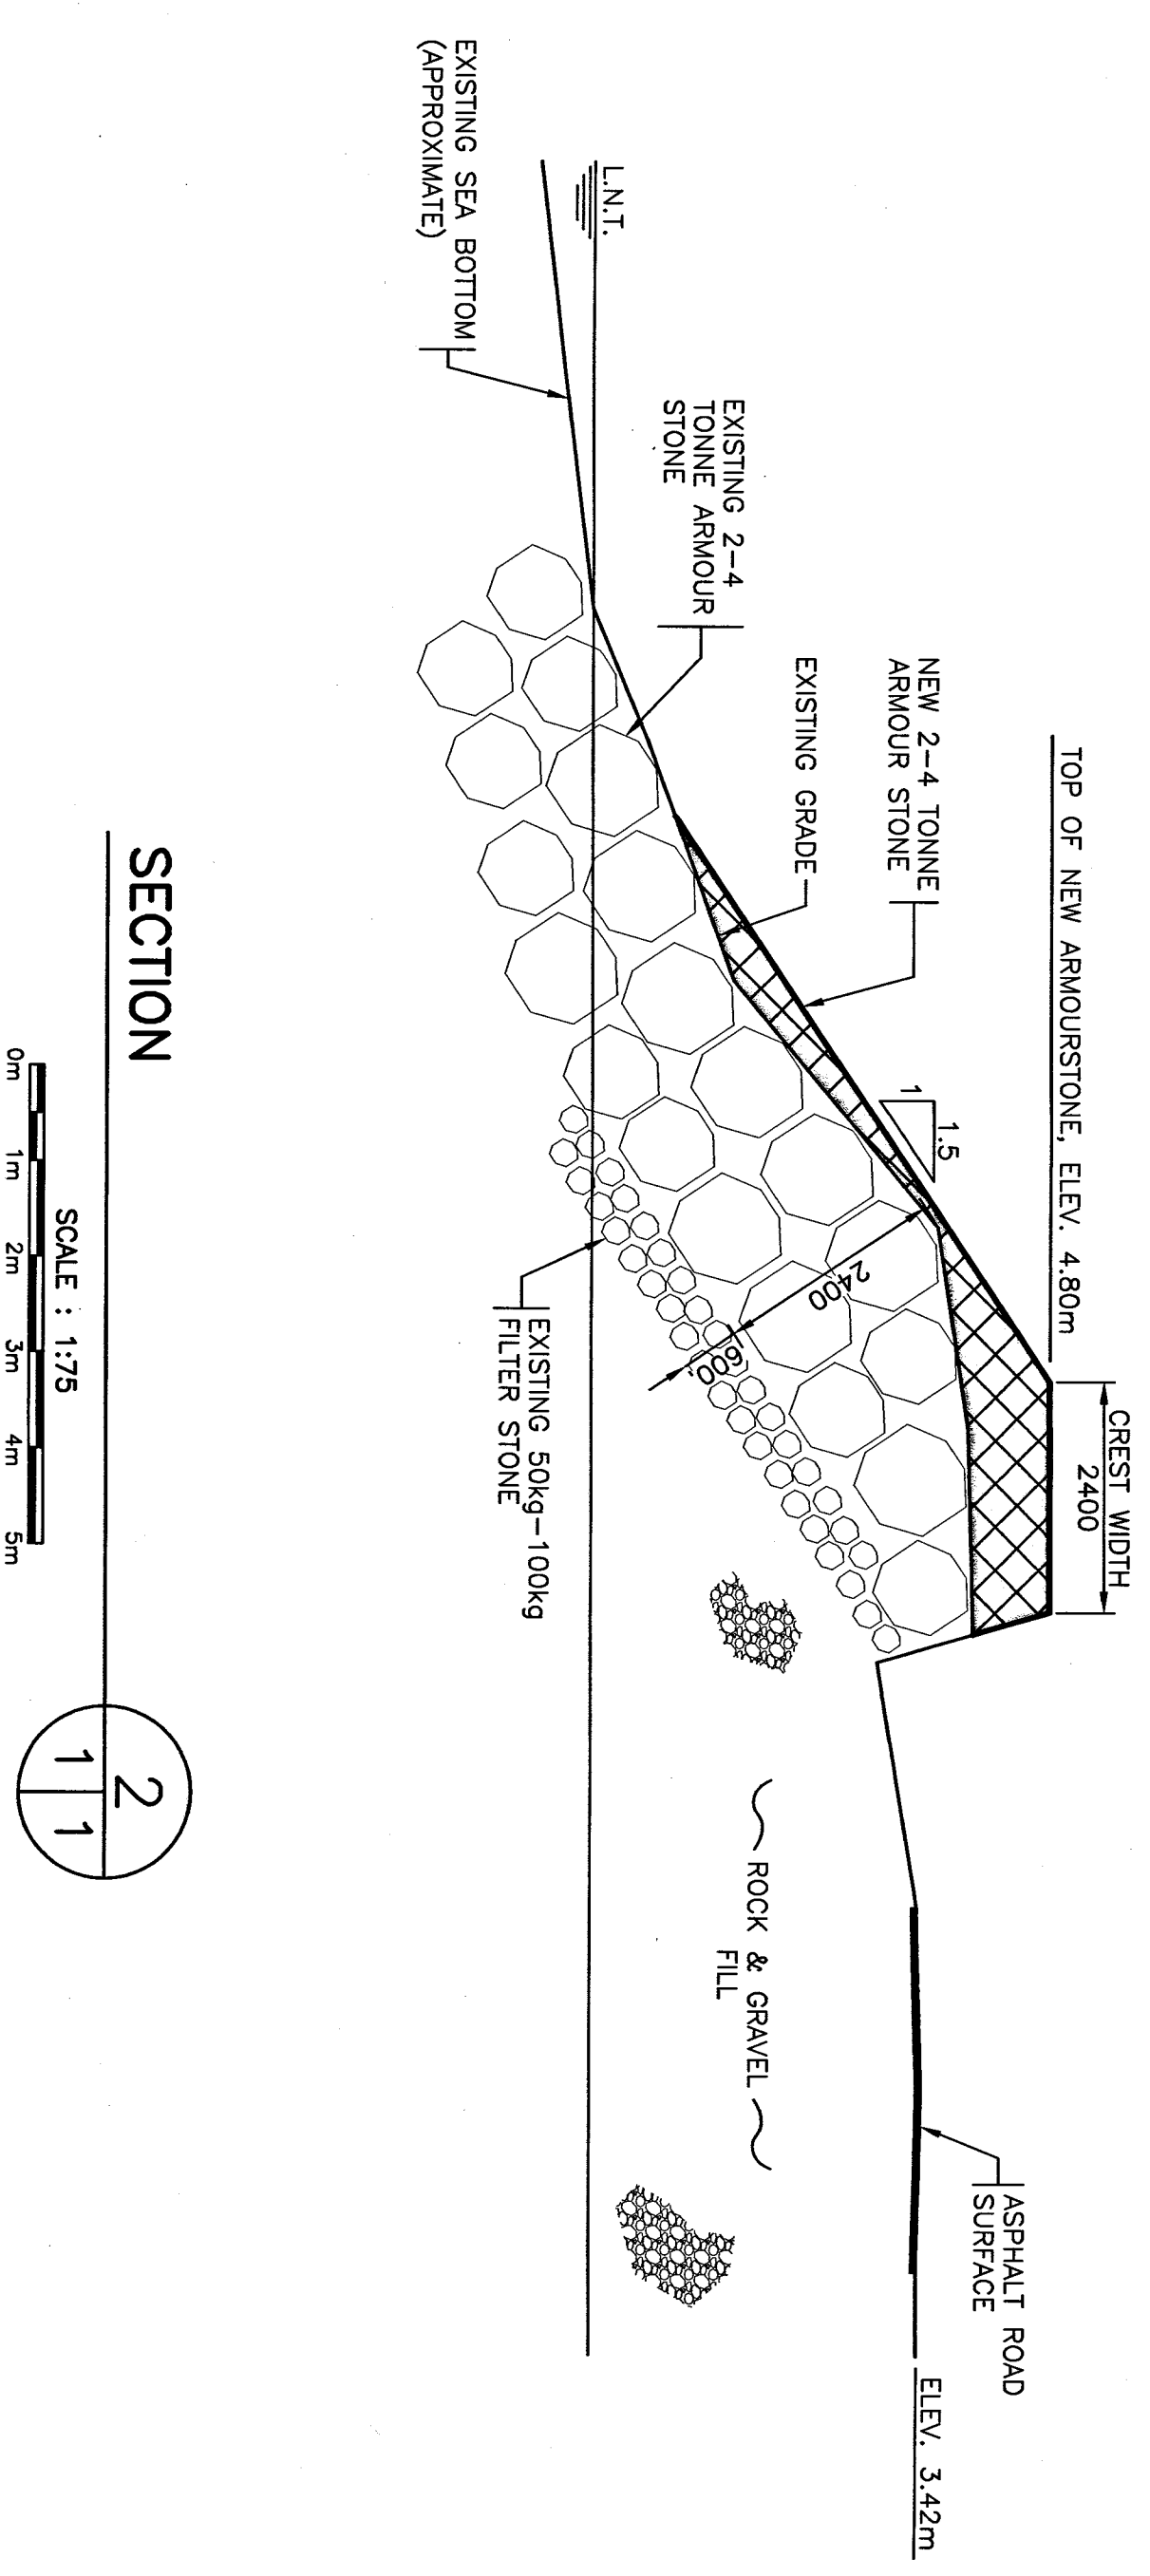 TOP OF NEW ARMOURSTONE, ELEV. 4.80m
CREST WIDTH
2400
ASPHALT ROAD
SURFACE
ELEV. 3.42m
NEW 2-4 TONNE
ARMOUR STONE
1
1.5
EXISTING GRADE
EXISTING 2-4
TONNE ARMOUR
STONE
2400
600
ROCK & GRAVEL
FILL
L.N.T.
EXISTING SEA BOTTOM
(APPROXIMATE)
EXISTING 50kg-100kg
FILTER STONE
SECTION
2
1
1
SCALE : 1:75
0m 1m 2m 3m 4m 5m